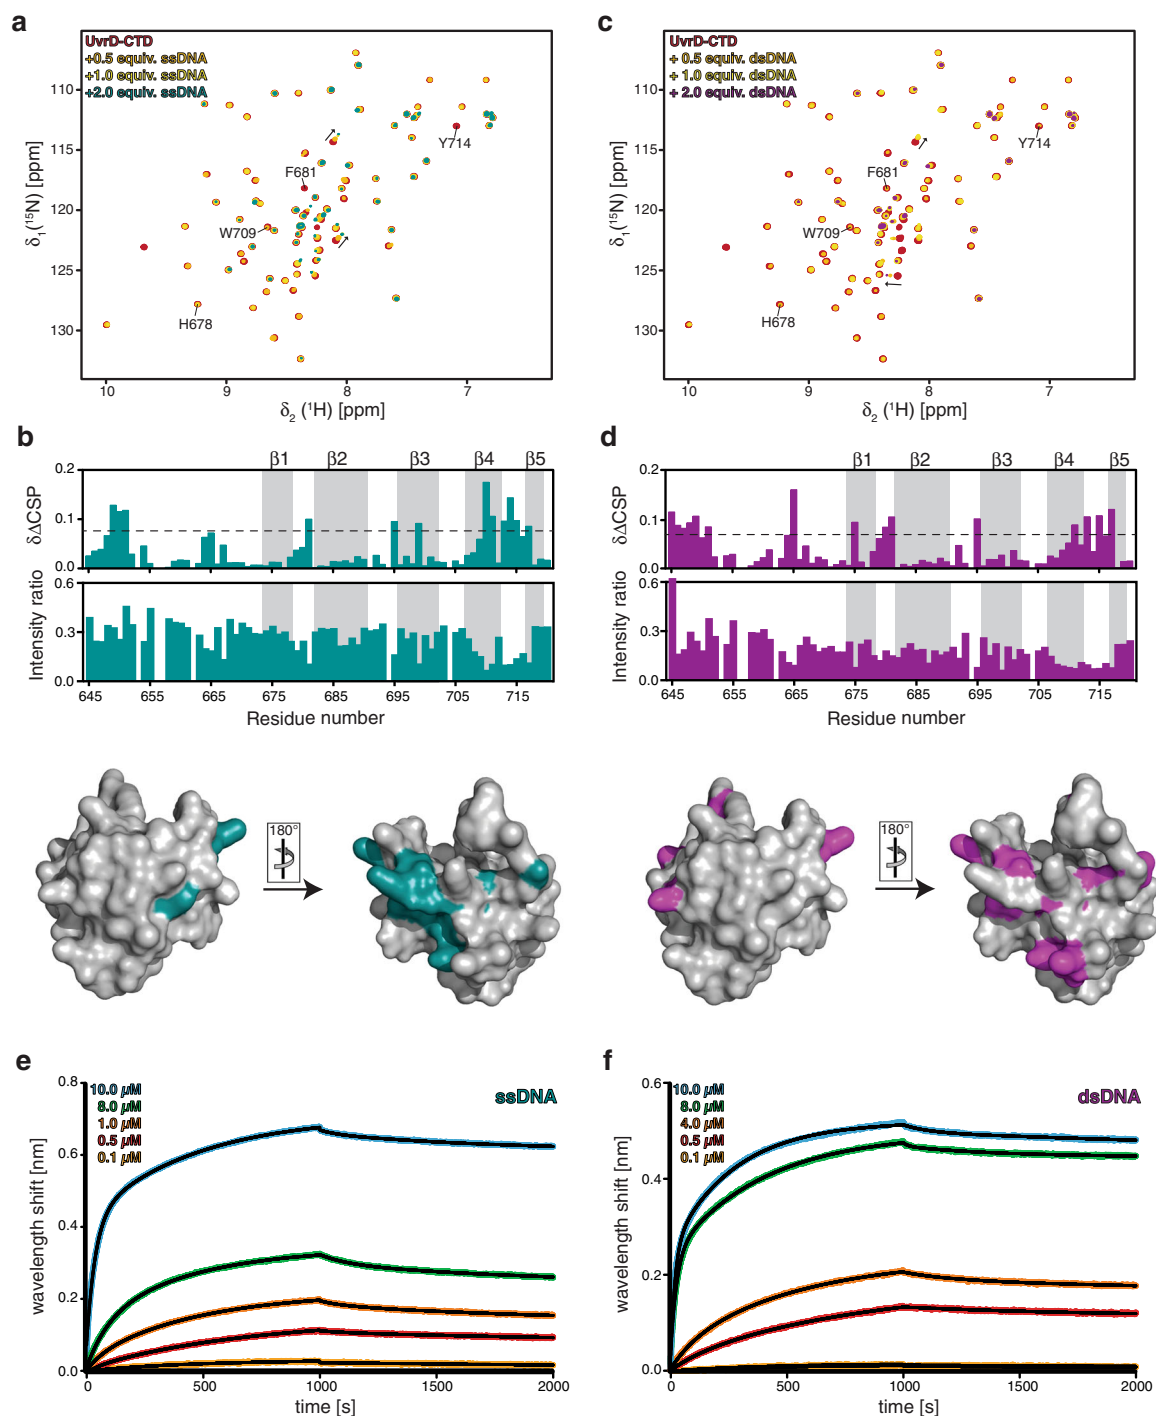 a
UvrD-CTD
+0.5 equiv. ssDNA
+1.0 equiv. ssDNA
+2.0 equiv. ssDNA
110
115
120
125
130
δ₁(¹⁵N) [ppm]
Y714
F681
W709
H678
10
9
8
7
δ₂ (¹H) [ppm]
c
UvrD-CTD
+ 0.5 equiv. dsDNA
+ 1.0 equiv. dsDNA
+ 2.0 equiv. dsDNA
110
115
120
125
130
δ₁(¹⁵N) [ppm]
Y714
F681
W709
H678
10
9
8
7
δ₂ (¹H) [ppm]
b
β1 β2 β3 β4 β5
0.2
0.1
0.0
δΔCSP
0.6
0.3
0.0
Intensity ratio
645 655 665 675 685 695 705 715
Residue number
d
β1 β2 β3 β4 β5
0.2
0.1
0.0
δΔCSP
0.6
0.3
0.0
Intensity ratio
645 655 665 675 685 695 705 715
Residue number
180°
180°
e
10.0 µM
8.0 µM
1.0 µM
0.5 µM
0.1 µM
ssDNA
0.8
0.6
0.4
0.2
0.0
wavelength shift [nm]
0 500 1000 1500 2000
time [s]
f
10.0 µM
8.0 µM
4.0 µM
0.5 µM
0.1 µM
dsDNA
0.6
0.4
0.2
0.0
wavelength shift [nm]
0 500 1000 1500 2000
time [s]